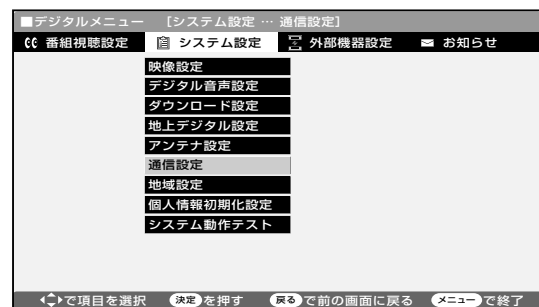 ■デジタルメニュー [システム設定 … 通信設定]
番組視聴設定 システム設定 外部機器設定 お知らせ
映像設定
デジタル音声設定
ダウンロード設定
地上デジタル設定
アンテナ設定
通信設定
地域設定
個人情報初期化設定
システム動作テスト
で項目を選択 決定を押す 戻るで前の画面に戻る メニューで終了